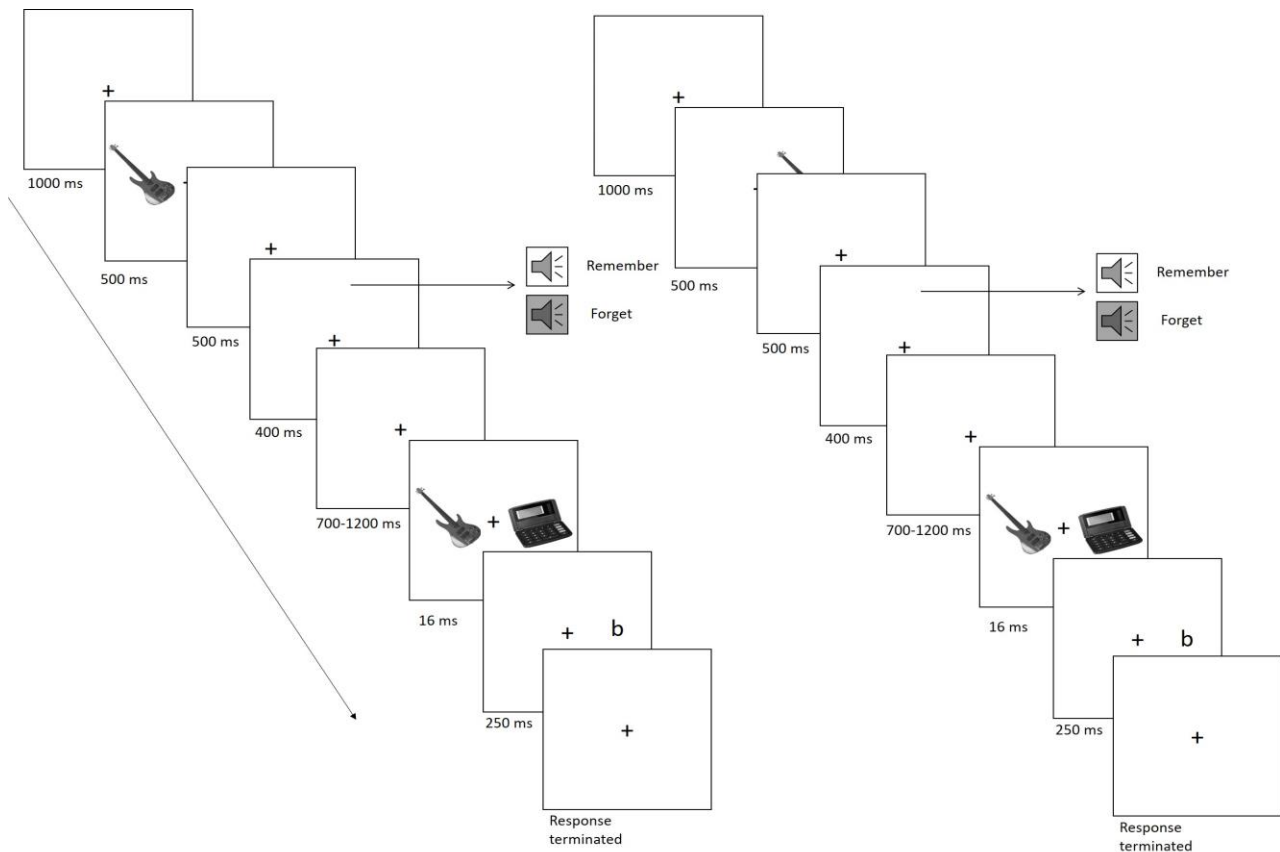 +
1000 ms
500 ms
+
500 ms
Remember
Forget
+
400 ms
+
700-1200 ms
+
16 ms
+ b
250 ms
+
Response
terminated
+
1000 ms
500 ms
+
500 ms
Remember
Forget
+
400 ms
+
700-1200 ms
+
16 ms
+ b
250 ms
+
Response
terminated